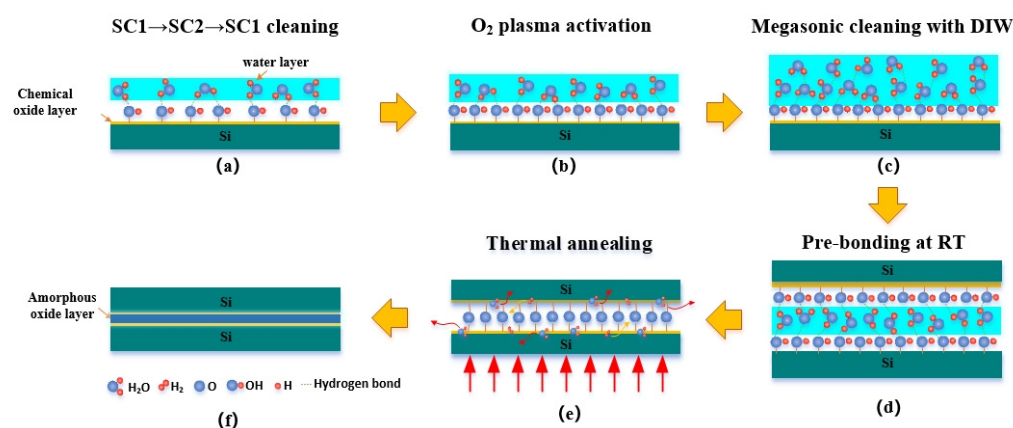 SC1→SC2→SC1 cleaning
O₂ plasma activation
Megasonic cleaning with DIW
water layer
Chemical
oxide layer
Si
Si
Si
(a)
(b)
(c)
Thermal annealing
Pre-bonding at RT
Si
Si
Si
Amorphous
oxide layer
Si
Si
Si
H₂O
H₂
O
OH
H
Hydrogen bond
(f)
(e)
(d)